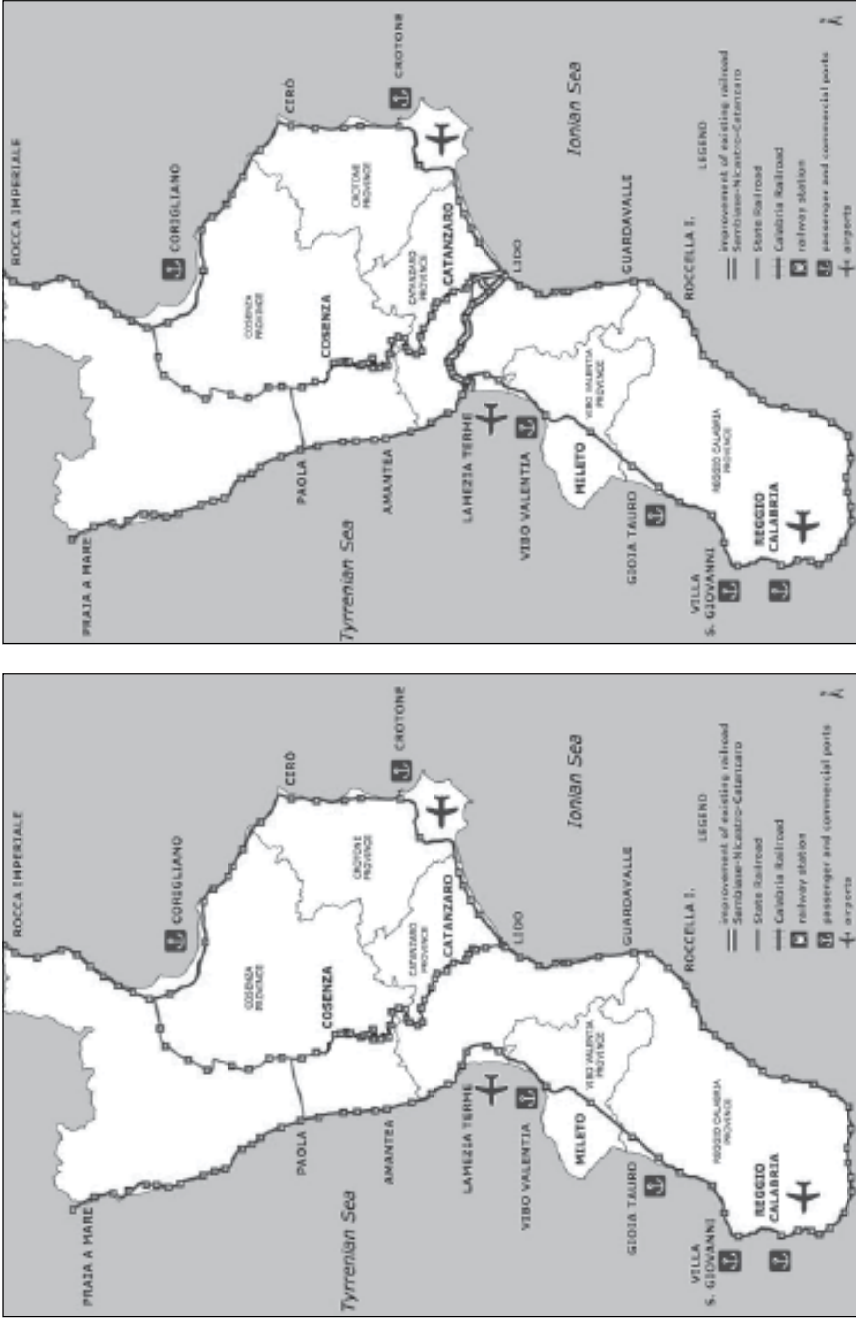 ROCCA IMPERIALE
CORIGLIANO
CIRÒ
CROTONE
Ionian Sea
COSENZA
PROVINCE
CROTONE
PROVINCE
COSENZA
CATANZARO
PROVINCE
CATANZARO
LIDO
GUARDAVALLE
ROCCELLA I.
PRAIA A MARE
PAOLA
AMANTEA
Tyrrenian Sea
LAMEZIA TERME
VIBO VALENTIA
VIBO VALENTIA
PROVINCE
MILETO
GIOIA TAURO
REGGIO CALABRIA
PROVINCE
REGGIO
CALABRIA
VILLA
S. GIOVANNI
LEGEND
improvement of existing railroad
Sambiase-Nicastro-Catanzaro
State Railroad
Calabria Railroad
railway station
passenger and commercial ports
airports
ROCCA IMPERIALE
CORIGLIANO
CIRÒ
CROTONE
Ionian Sea
COSENZA
PROVINCE
CROTONE
PROVINCE
COSENZA
CATANZARO
PROVINCE
CATANZARO
LIDO
GUARDAVALLE
ROCCELLA I.
PRAIA A MARE
PAOLA
AMANTEA
Tyrrenian Sea
LAMEZIA TERME
VIBO VALENTIA
VIBO VALENTIA
PROVINCE
MILETO
GIOIA TAURO
REGGIO CALABRIA
PROVINCE
REGGIO
CALABRIA
VILLA
S. GIOVANNI
LEGEND
improvement of existing railroad
Sambiase-Nicastro-Catanzaro
State Railroad
Calabria Railroad
railway station
passenger and commercial ports
airports